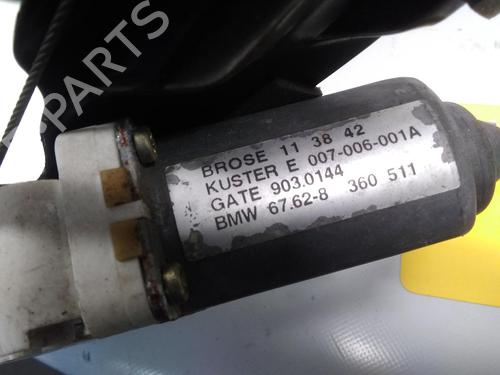 PARTS
BROSE 11 38 42
KUSTER E 007-006-001A
GATE 903.0144
BMW 67.62-8 360 511